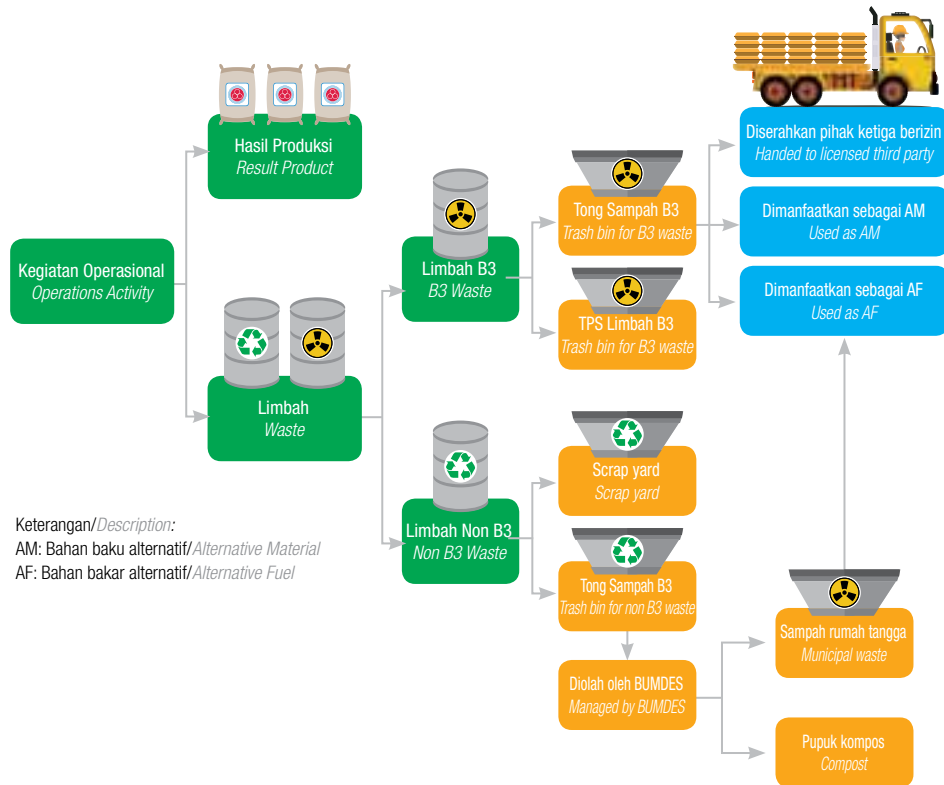 Hasil Produksi
Result Product
Kegiatan Operasional
Operations Activity
Limbah
Waste
Limbah B3
B3 Waste
Limbah Non B3
Non B3 Waste
Tong Sampah B3
Trash bin for B3 waste
TPS Limbah B3
Trash bin for B3 waste
Scrap yard
Scrap yard
Tong Sampah B3
Trash bin for non B3 waste
Diolah oleh BUMDES
Managed by BUMDES
Diserahkan pihak ketiga berizin
Handed to licensed third party
Dimanfaatkan sebagai AM
Used as AM
Dimanfaatkan sebagai AF
Used as AF
Sampah rumah tangga
Municipal waste
Pupuk kompos
Compost
Keterangan/Description:
AM: Bahan baku alternatif/Alternative Material
AF: Bahan bakar alternatif/Alternative Fuel